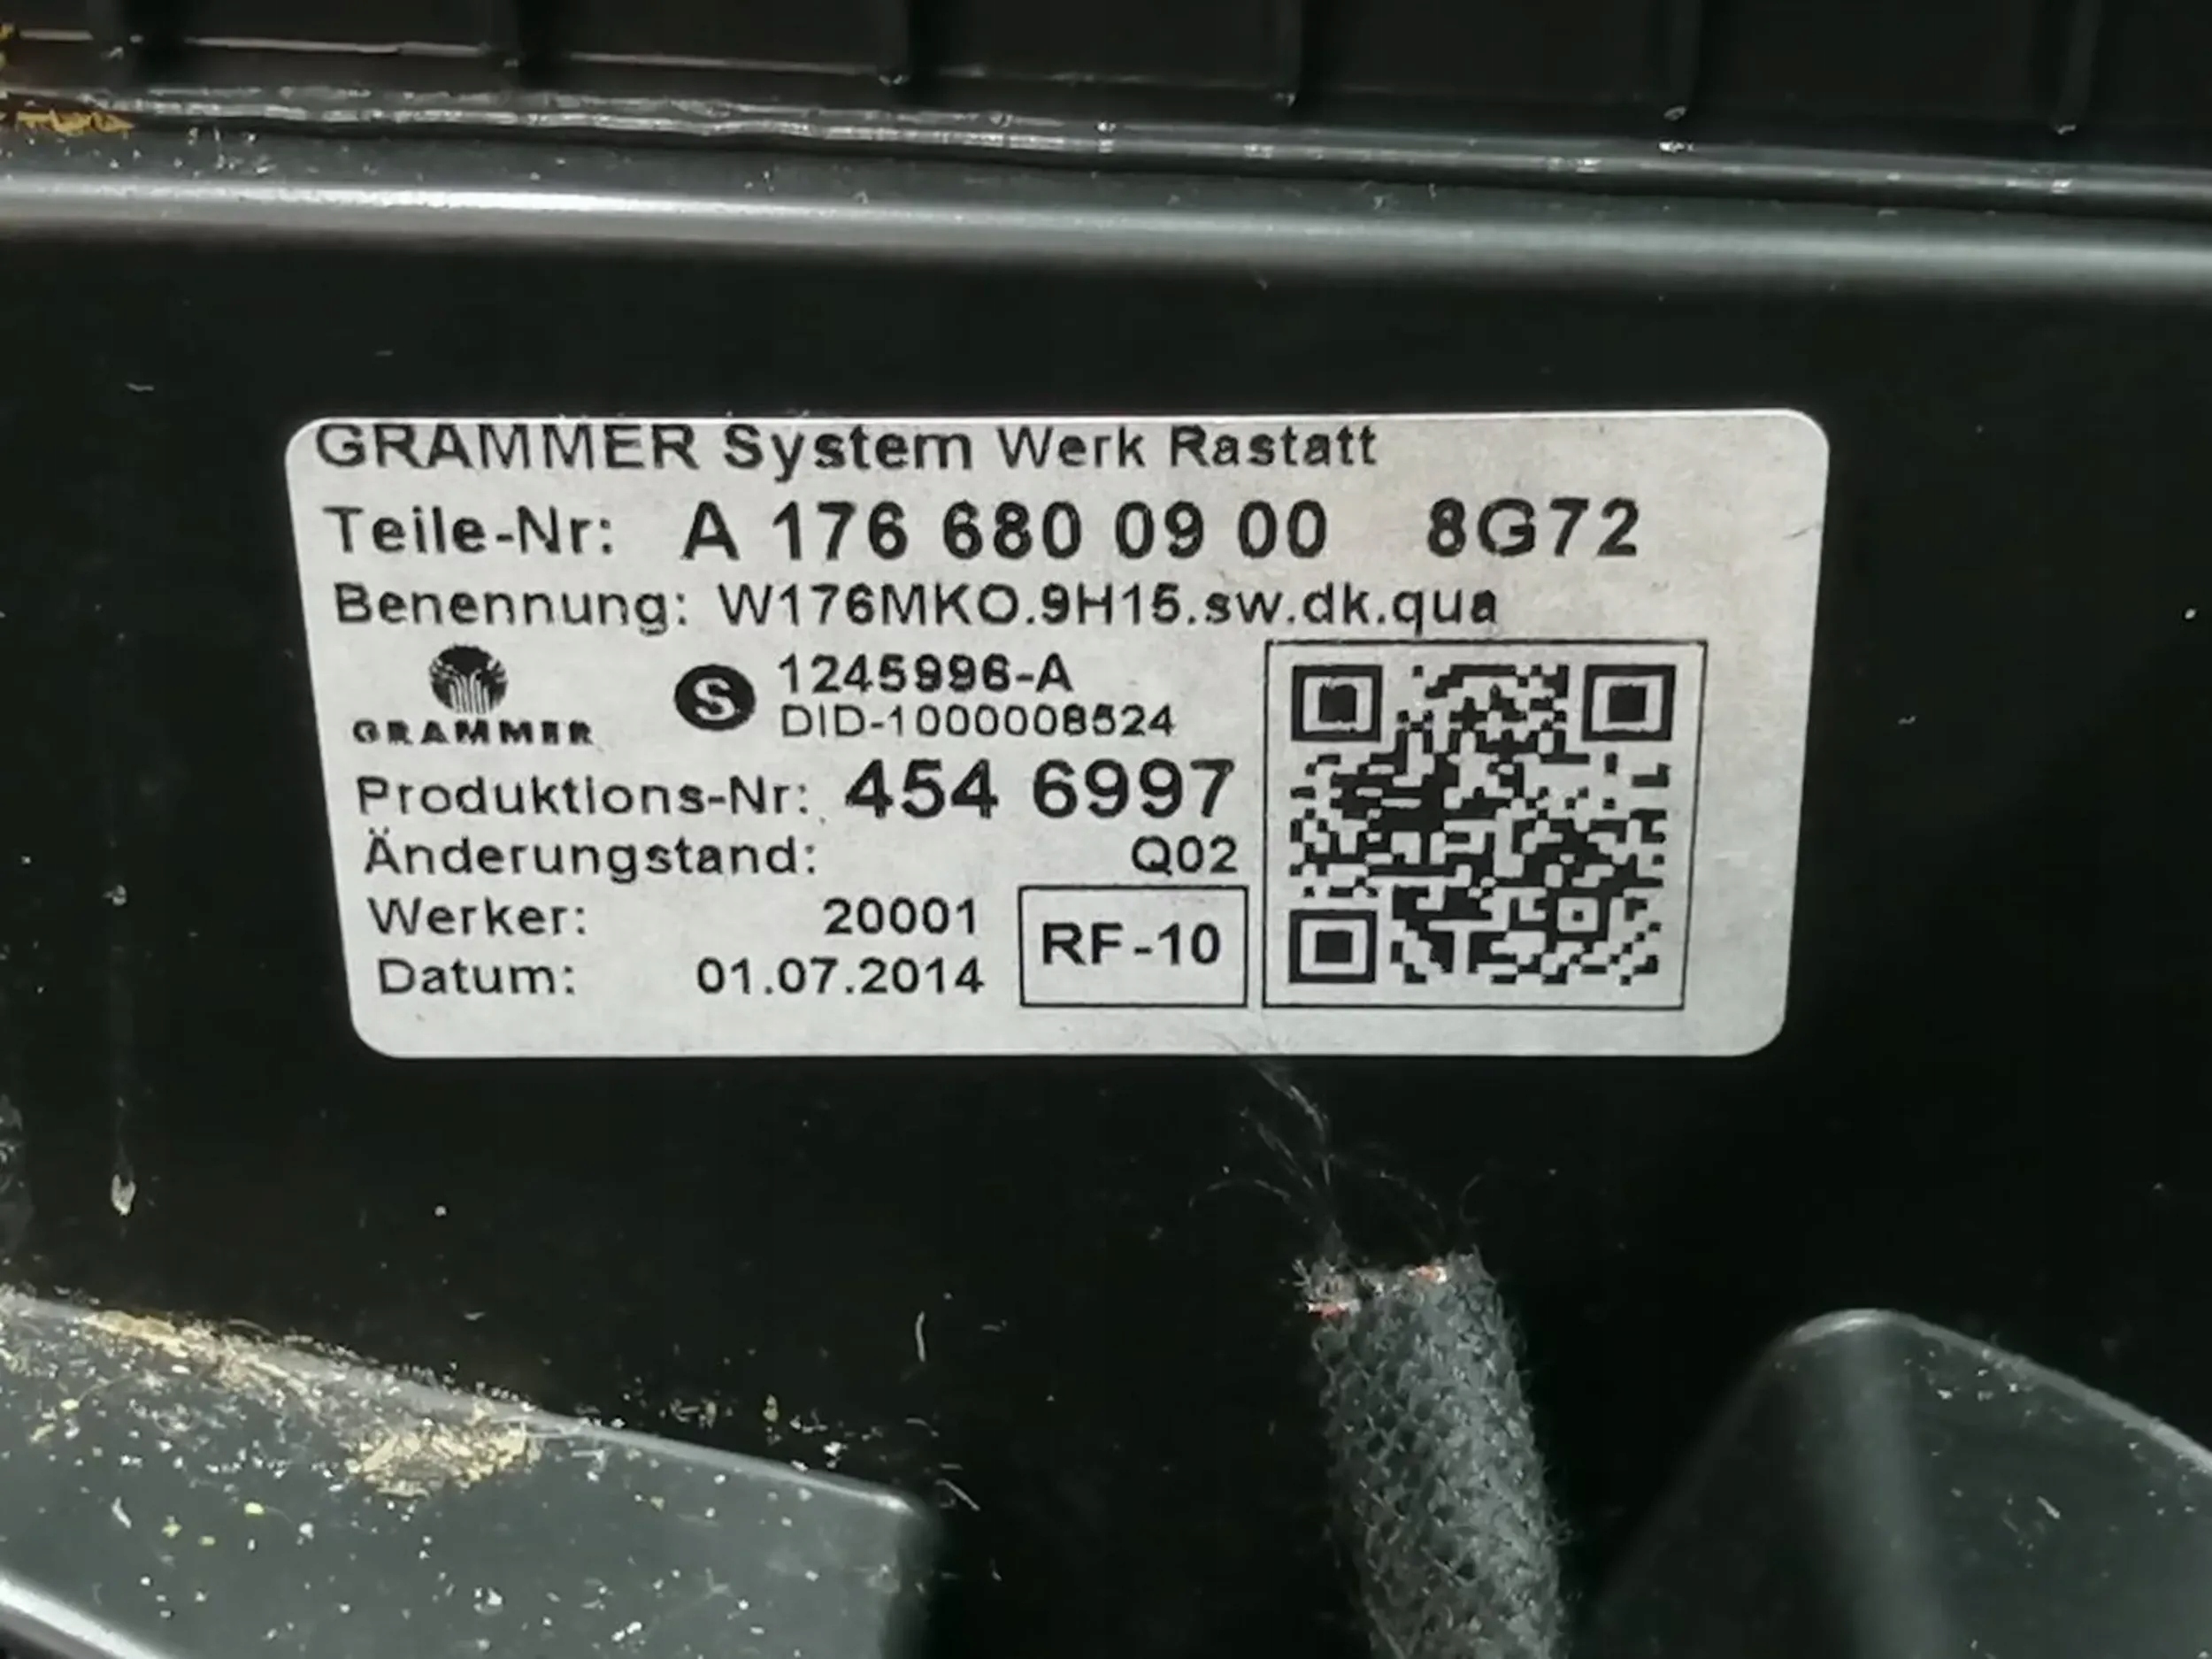 GRAMMER System Werk Rastatt
Teile-Nr: A 176 680 09 00 8G72
Benennung: W176MKO.9H15.sw.dk.qua
GRAMMER
S 1245996-A
DID-1000008524
Produktions-Nr: 454 6997
Änderungstand: Q02
Werker: 20001
RF-10
Datum: 01.07.2014